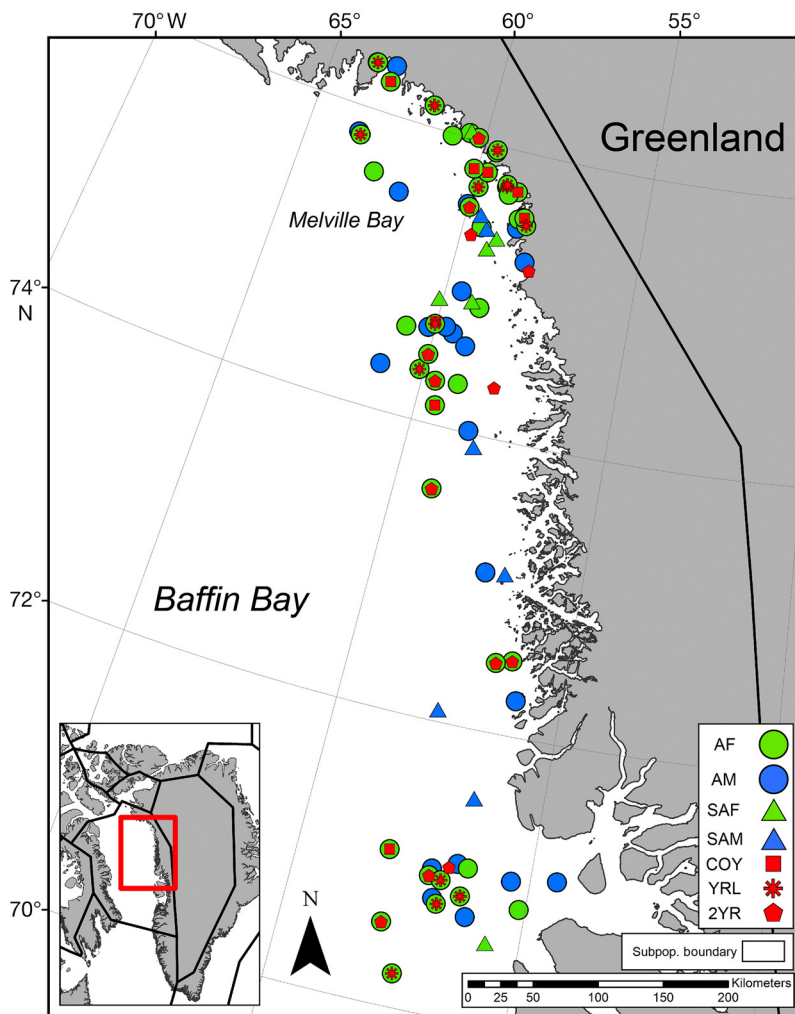 70°W 65° 60° 55°
Greenland
Melville Bay
74°
N
Baffin Bay
72°
AF
AM
SAF
SAM
COY
YRL
2YR
N
70°
Subpop. boundary
Kilometers
0 25 50 100 150 200